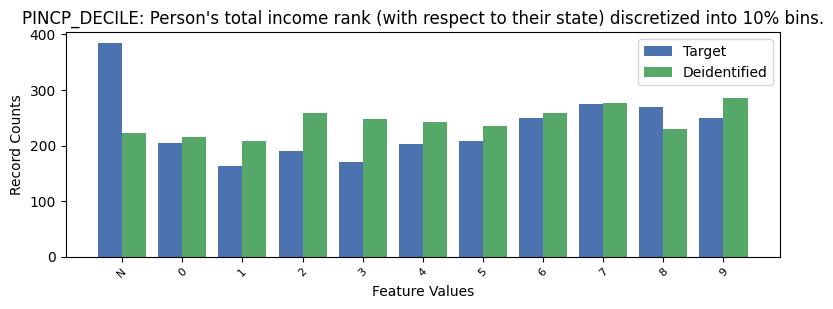 PINCP_DECILE: Person's total income rank (with respect to their state) discretized into 10% bins.
400
300
200
100
0
Record Counts
Target
Deidentified
N 0 1 2 3 4 5 6 7 8 9
Feature Values